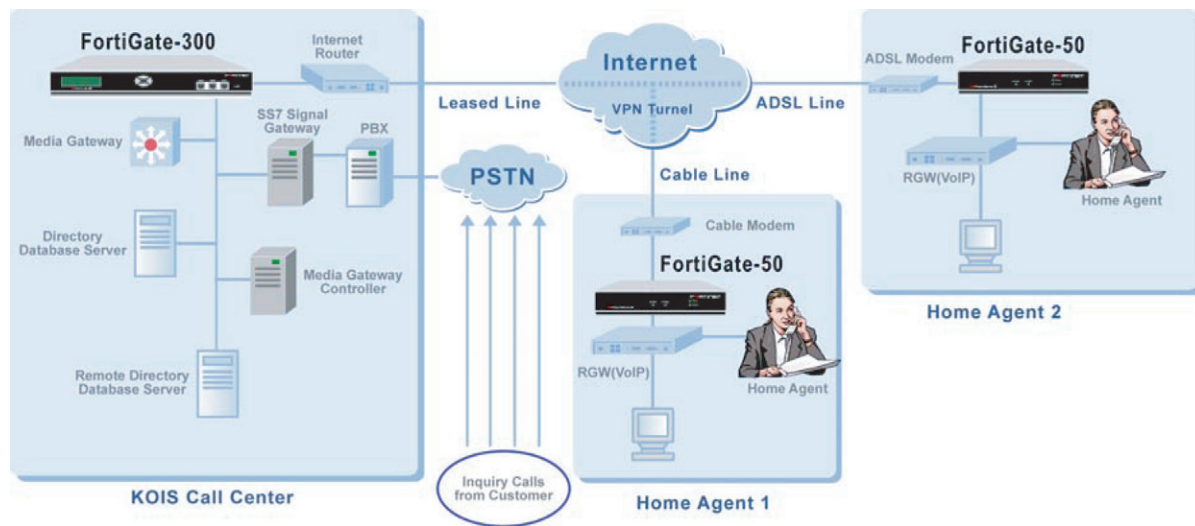 FortiGate-300
Internet
Router
Media Gateway
SS7 Signal
Gateway
PBX
Directory
Database Server
Media Gateway
Controller
Remote Directory
Database Server
KOIS Call Center
Leased Line
Internet
VPN Turnel
ADSL Line
PSTN
Cable Line
Inquiry Calls
from Customer
Cable Modem
FortiGate-50
RGW(VoIP)
Home Agent
Home Agent 1
ADSL Modem
FortiGate-50
RGW(VoIP)
Home Agent
Home Agent 2